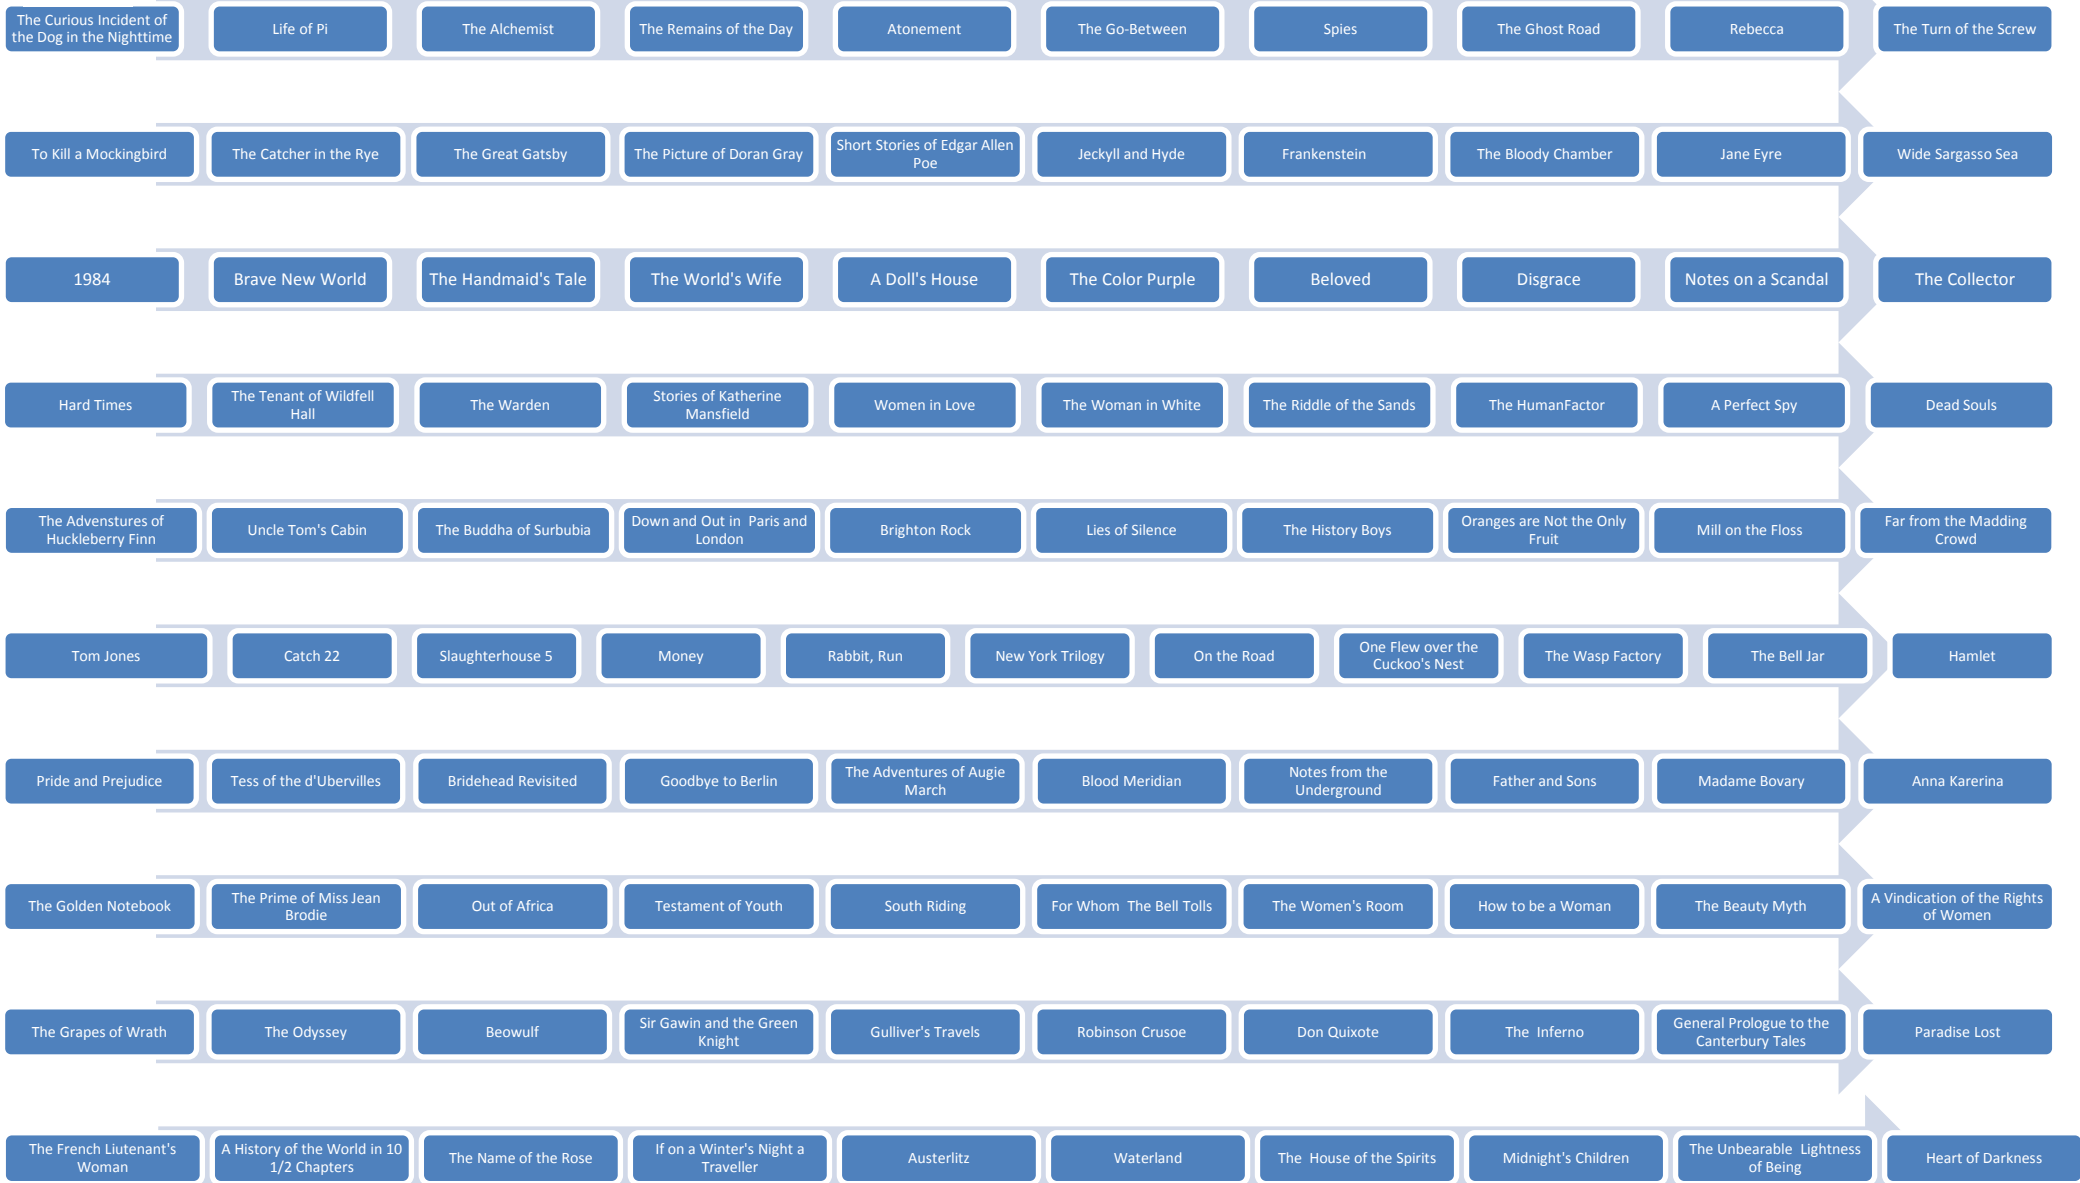 The Curious Incident of
the Dog in the Nighttime
Life of Pi
The Alchemist
The Remains of the Day
Atonement
The Go-Between
Spies
The Ghost Road
Rebecca
The Turn of the Screw
To Kill a Mockingbird
The Catcher in the Rye
The Great Gatsby
The Picture of Doran Gray
Short Stories of Edgar Allen
Poe
Jeckyll and Hyde
Frankenstein
The Bloody Chamber
Jane Eyre
Wide Sargasso Sea
1984
Brave New World
The Handmaid's Tale
The World's Wife
A Doll's House
The Color Purple
Beloved
Disgrace
Notes on a Scandal
The Collector
Hard Times
The Tenant of Wildfell
Hall
The Warden
Stories of Katherine
Mansfield
Women in Love
The Woman in White
The Riddle of the Sands
The HumanFactor
A Perfect Spy
Dead Souls
The Advenstures of
Huckleberry Finn
Uncle Tom's Cabin
The Buddha of Surbubia
Down and Out in Paris and
London
Brighton Rock
Lies of Silence
The History Boys
Oranges are Not the Only
Fruit
Mill on the Floss
Far from the Madding
Crowd
Tom Jones
Catch 22
Slaughterhouse 5
Money
Rabbit, Run
New York Trilogy
On the Road
One Flew over the
Cuckoo's Nest
The Wasp Factory
The Bell Jar
Hamlet
Pride and Prejudice
Tess of the d'Ubervilles
Bridehead Revisited
Goodbye to Berlin
The Adventures of Augie
March
Blood Meridian
Notes from the
Underground
Father and Sons
Madame Bovary
Anna Karerina
The Golden Notebook
The Prime of Miss Jean
Brodie
Out of Africa
Testament of Youth
South Riding
For Whom The Bell Tolls
The Women's Room
How to be a Woman
The Beauty Myth
A Vindication of the Rights
of Women
The Grapes of Wrath
The Odyssey
Beowulf
Sir Gawin and the Green
Knight
Gulliver's Travels
Robinson Crusoe
Don Quixote
The Inferno
General Prologue to the
Canterbury Tales
Paradise Lost
The French Liutenant's
Woman
A History of the World in 10
1/2 Chapters
The Name of the Rose
If on a Winter's Night a
Traveller
Austerlitz
Waterland
The House of the Spirits
Midnight's Children
The Unbearable Lightness
of Being
Heart of Darkness